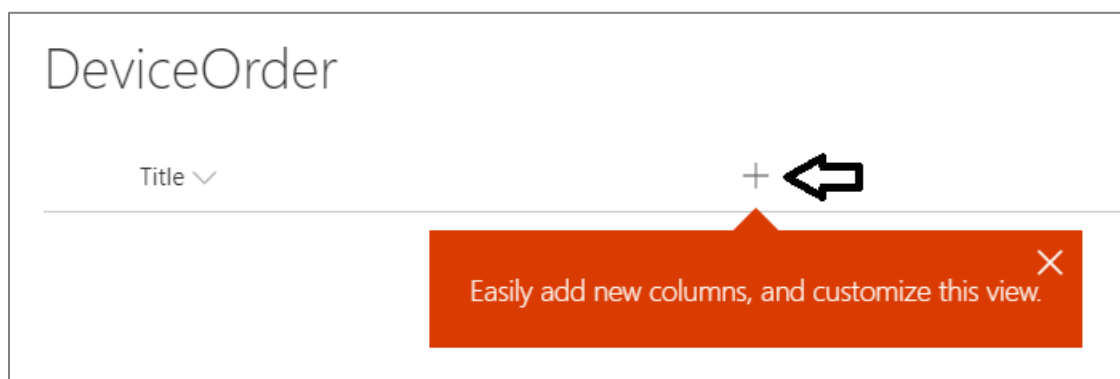 DeviceOrder
Title
Easily add new columns, and customize this view.